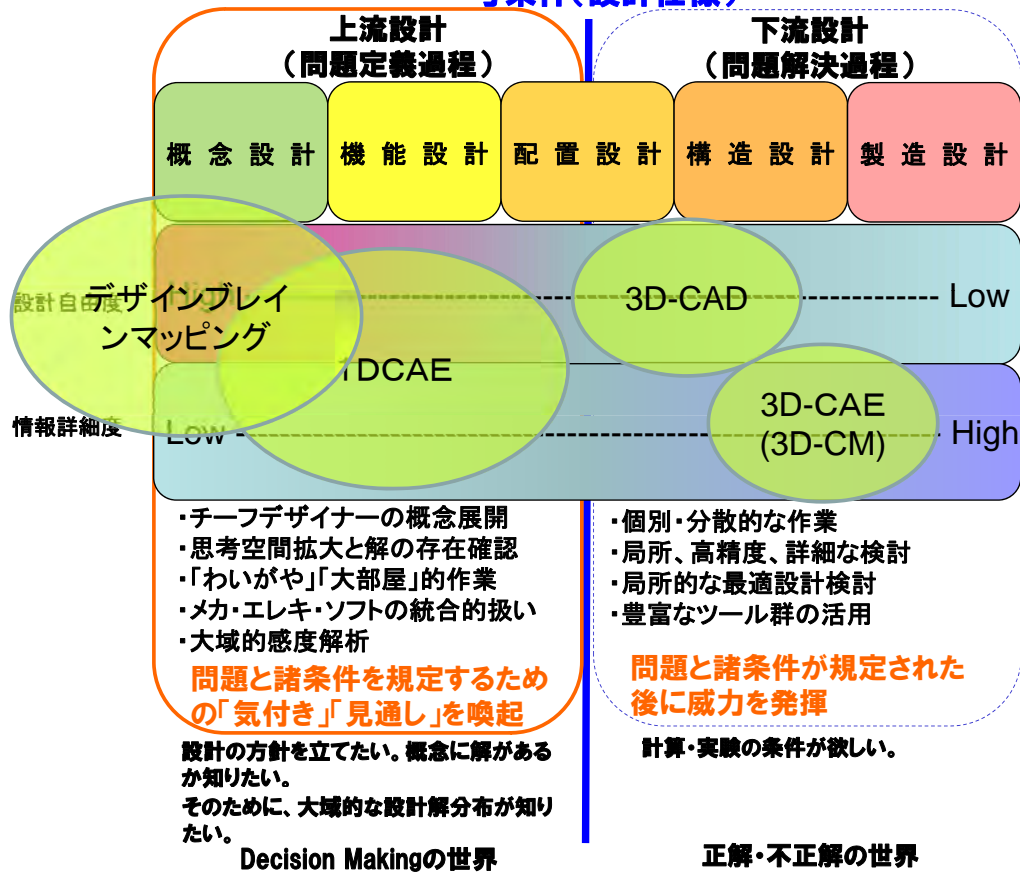 条件(設計仕様)
上流設計
(問題定義過程)
下流設計
(問題解決過程)
概念設計
機能設計
配置設計
構造設計
製造設計
設計自由度
デザインブレイ
ンマッピング
3D-CAD
Low
1DCAE
情報詳細度
Low
3D-CAE
(3D-CM)
High
・チーフデザイナーの概念展開
・思考空間拡大と解の存在確認
・「わいがや」「大部屋」的作業
・メカ・エレキ・ソフトの統合的扱い
・大域的感度解析
問題と諸条件を規定するため
の「気付き」「見通し」を喚起
・個別・分散的な作業
・局所、高精度、詳細な検討
・局所的な最適設計検討
・豊富なツール群の活用
問題と諸条件が規定された
後に威力を発揮
設計の方針を立てたい。概念に解がある
か知りたい。
そのために、大域的な設計解分布が知り
たい。
Decision Makingの世界
計算・実験の条件が欲しい。
正解・不正解の世界